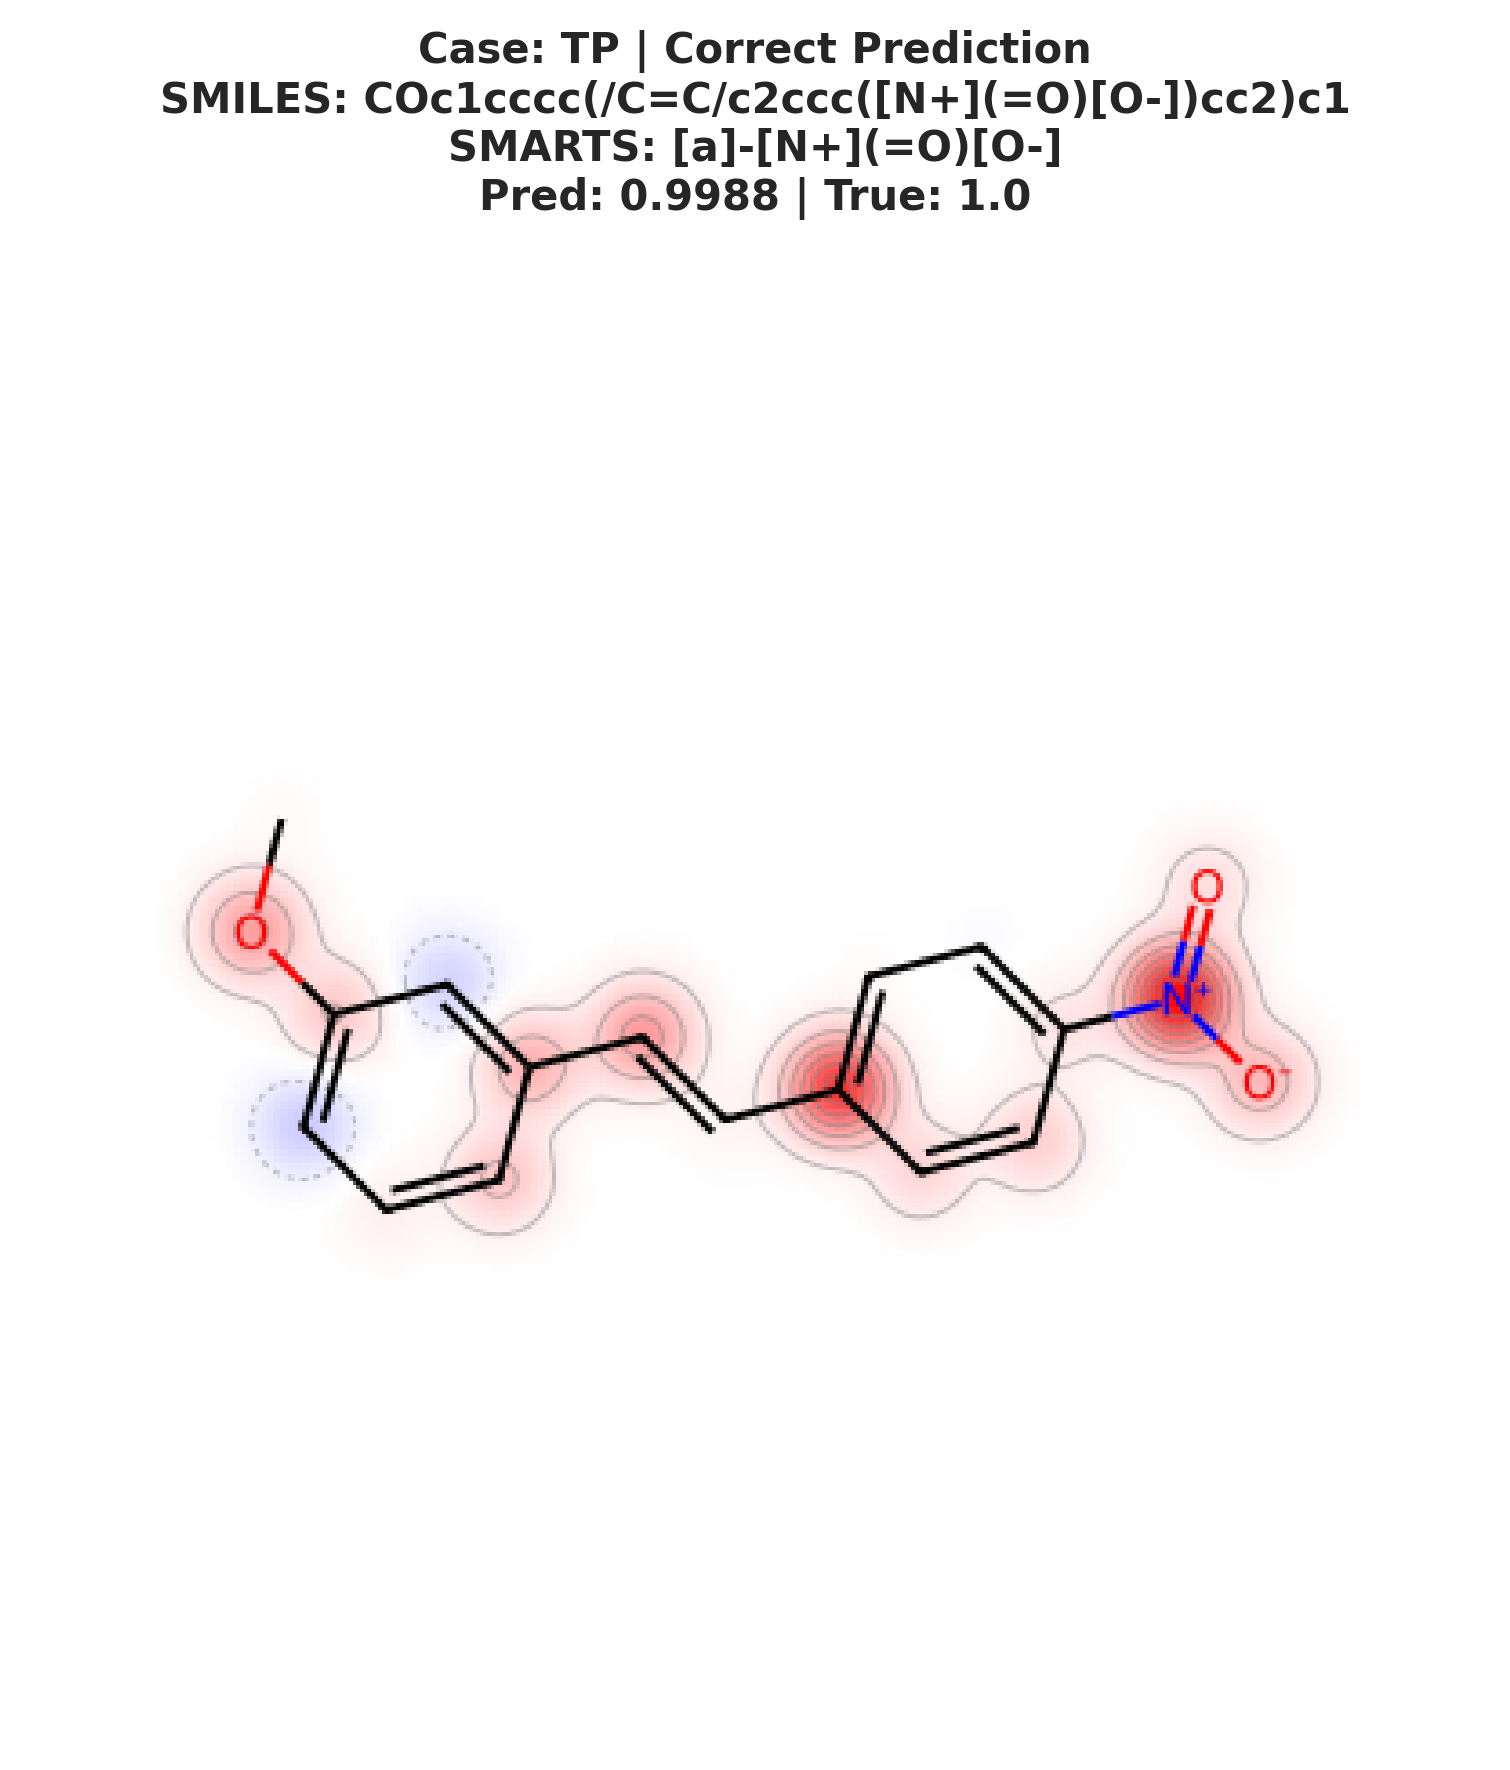 Case: TP | Correct Prediction
SMILES: COc1cccc(/C=C/c2ccc([N+](=O)[O-])cc2)c1
SMARTS: [a]-[N+](=O)[O-]
Pred: 0.9988 | True: 1.0
O
O
N+
O-